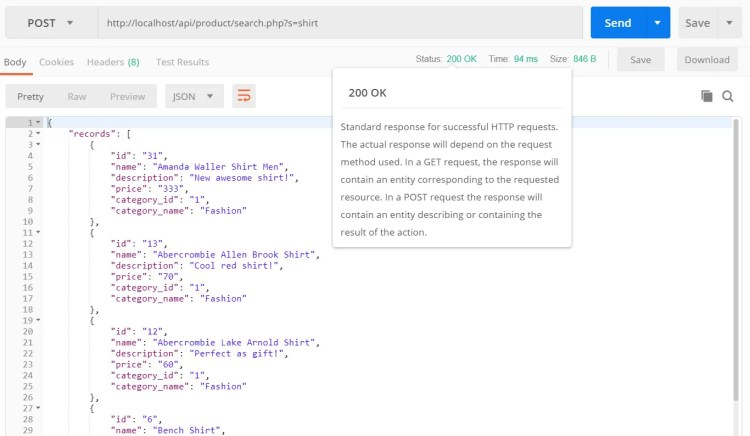 POST
http://localhost/api/product/search.php?s=shirt
Send
Save
Body Cookies Headers (8) Test Results
Status: 200 OK Time: 94 ms Size: 846 B
Save
Download
Pretty Raw Preview JSON
200 OK
Standard response for successful HTTP requests.
The actual response will depend on the request
method used. In a GET request, the response will
contain an entity corresponding to the requested
resource. In a POST request the response will
contain an entity describing or containing the
result of the action.
1 {
2 "records": [
3 {
4 "id": "31",
5 "name": "Amanda Waller Shirt Men",
6 "description": "New awesome shirt!",
7 "price": "333",
8 "category_id": "1",
9 "category_name": "Fashion"
10 },
11 {
12 "id": "13",
13 "name": "Abercrombie Allen Brook Shirt",
14 "description": "Cool red shirt!",
15 "price": "70",
16 "category_id": "1",
17 "category_name": "Fashion"
18 },
19 {
20 "id": "12",
21 "name": "Abercrombie Lake Arnold Shirt",
22 "description": "Perfect as gift!",
23 "price": "60",
24 "category_id": "1",
25 "category_name": "Fashion"
26 },
27 {
28 "id": "6",
29 "name": "Bench Shirt",